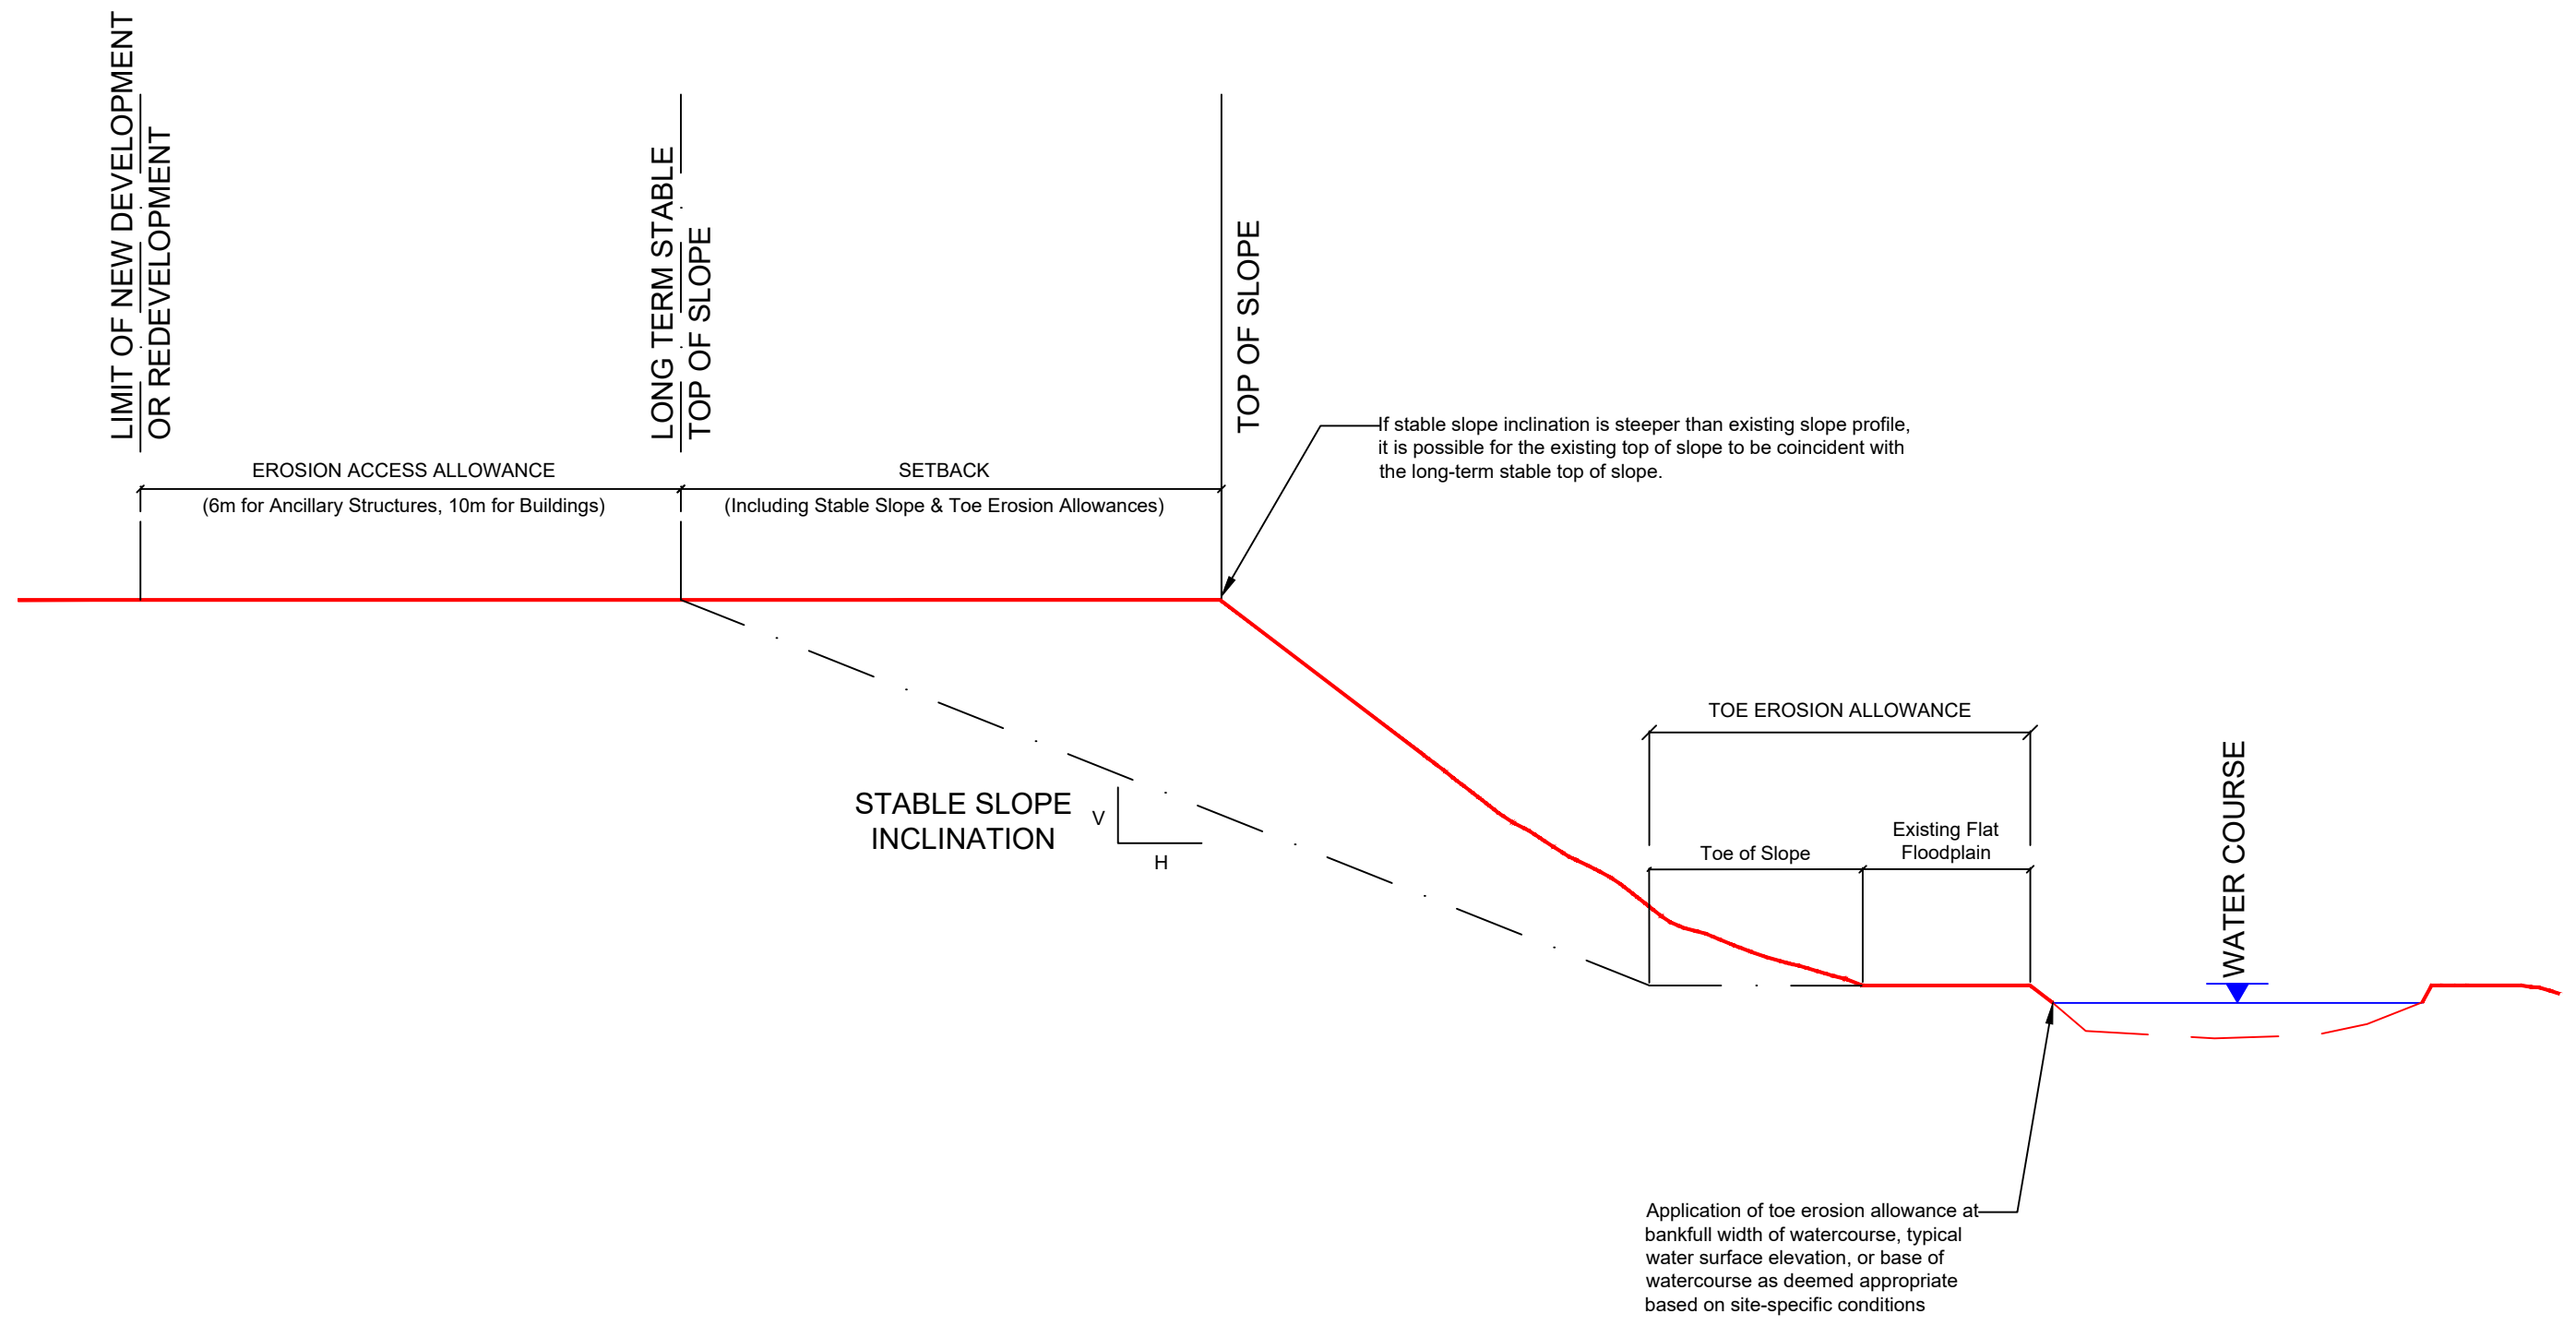 LIMIT OF NEW DEVELOPMENT
OR REDEVELOPMENT
LONG TERM STABLE
TOP OF SLOPE
TOP OF SLOPE
EROSION ACCESS ALLOWANCE
(6m for Ancillary Structures, 10m for Buildings)
SETBACK
(Including Stable Slope & Toe Erosion Allowances)
If stable slope inclination is steeper than existing slope profile,
it is possible for the existing top of slope to be coincident with
the long-term stable top of slope.
STABLE SLOPE
INCLINATION
V
H
TOE EROSION ALLOWANCE
Toe of Slope
Existing Flat
Floodplain
WATER COURSE
Application of toe erosion allowance at
bankfull width of watercourse, typical
water surface elevation, or base of
watercourse as deemed appropriate
based on site-specific conditions